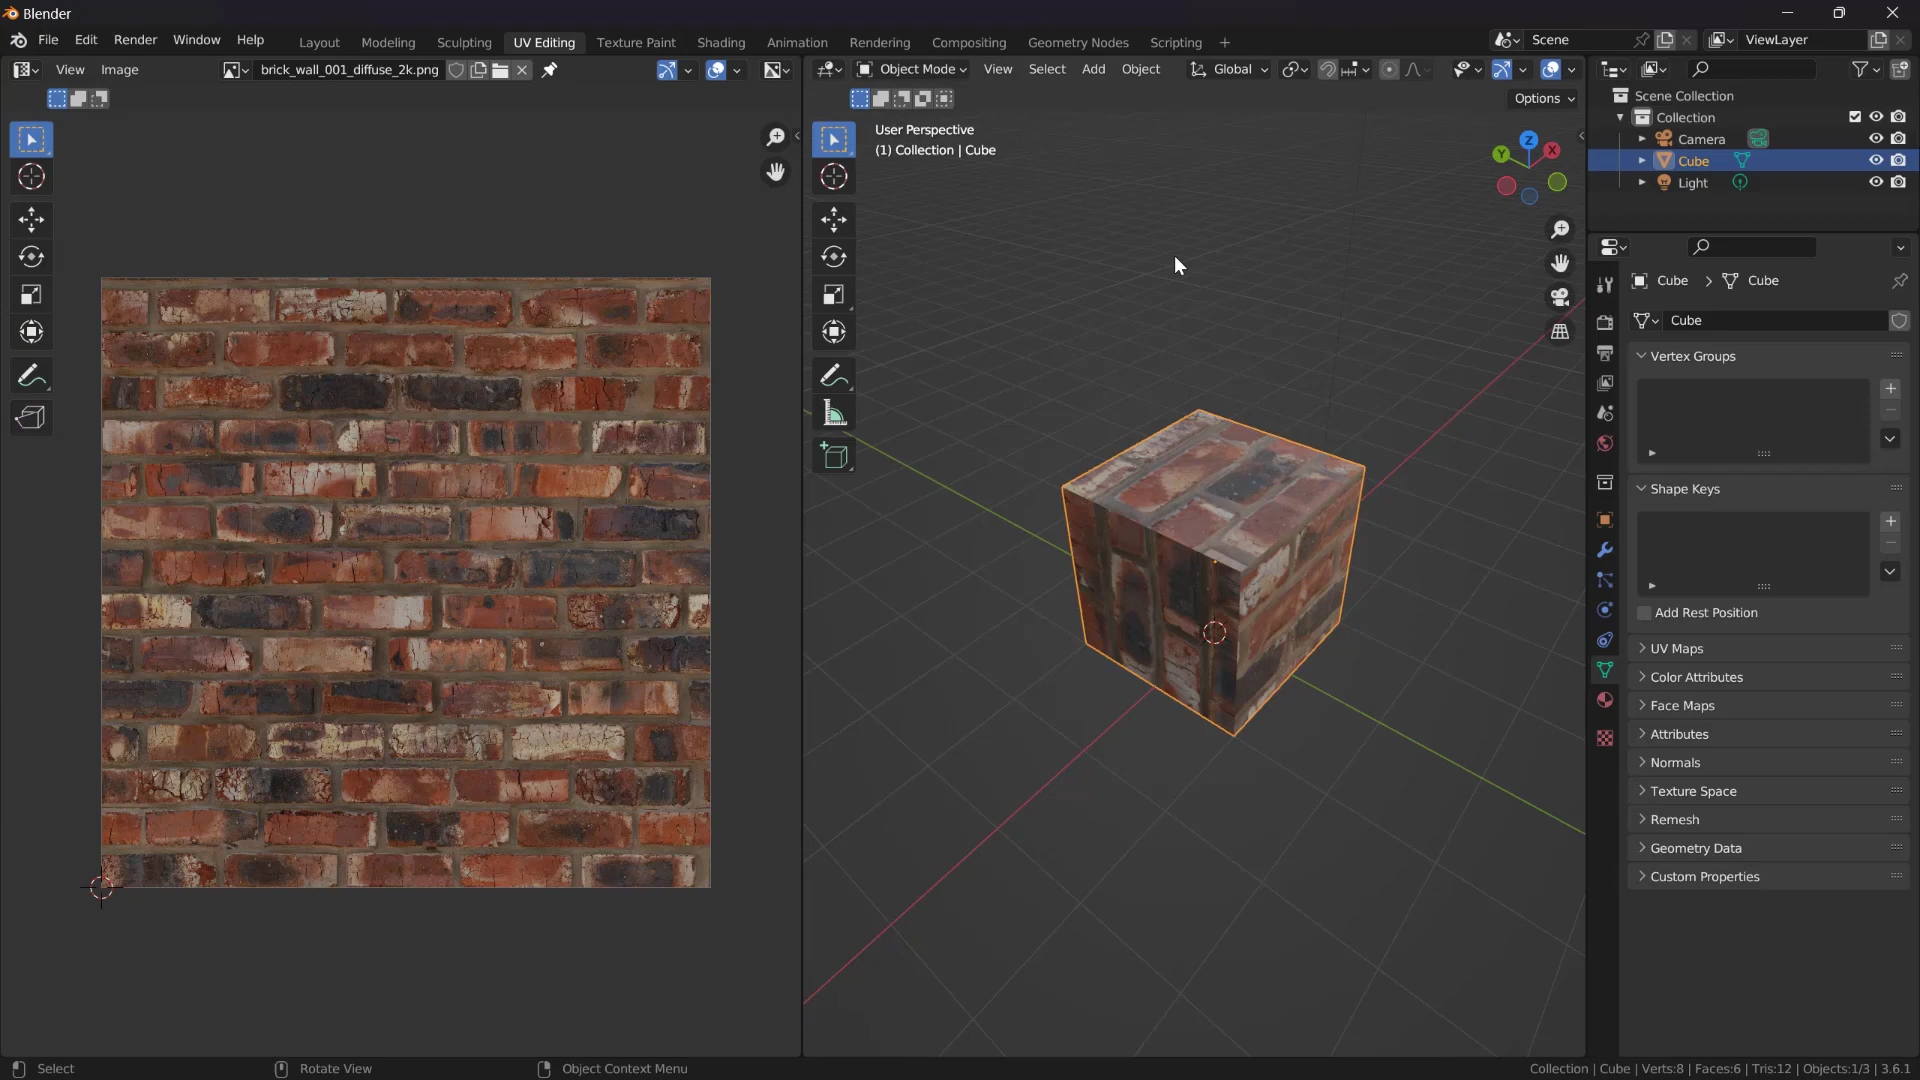 Blender
File Edit Render Window Help
Layout Modeling Sculpting UV Editing Texture Paint Shading Animation Rendering Compositing Geometry Nodes Scripting +
Scene
ViewLayer
View Image
brick_wall_001_diffuse_2k.png
Object Mode View Select Add Object
Global
Options
User Perspective
(1) Collection | Cube
Z
Y
X
Scene Collection
Collection
Camera
Cube
Light
Cube > Cube
Cube
Vertex Groups
Shape Keys
Add Rest Position
UV Maps
Color Attributes
Face Maps
Attributes
Normals
Texture Space
Remesh
Geometry Data
Custom Properties
Select Rotate View Object Context Menu
Collection | Cube | Verts:8 | Faces:6 | Tris:12 | Objects:1/3 | 3.6.1